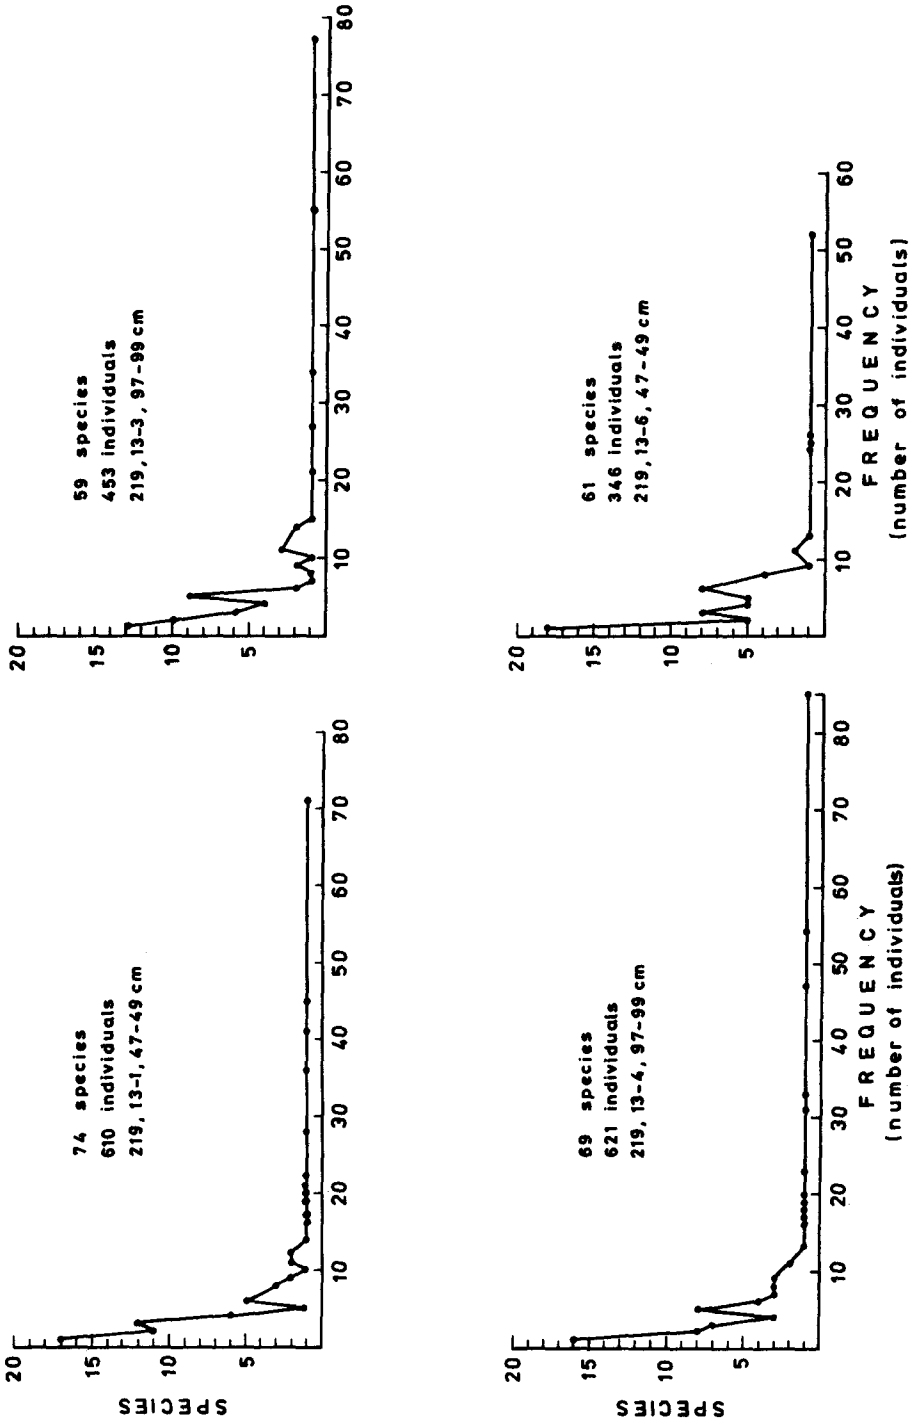 SPECIES
20
15
10
5
74 species
610 individuals
219, 13-1, 47-49 cm
10 20 30 40 50 60 70 80
20
15
10
5
59 species
453 individuals
219, 13-3, 97-99 cm
10 20 30 40 50 60 70 80
SPECIES
20
15
10
5
69 species
621 individuals
219, 13-4, 97-99 cm
10 20 30 40 50 60 70 80
FREQUENCY
(number of individuals)
20
15
10
5
61 species
346 individuals
219, 13-6, 47-49 cm
10 20 30 40 50 60
FREQUENCY
(number of individuals)